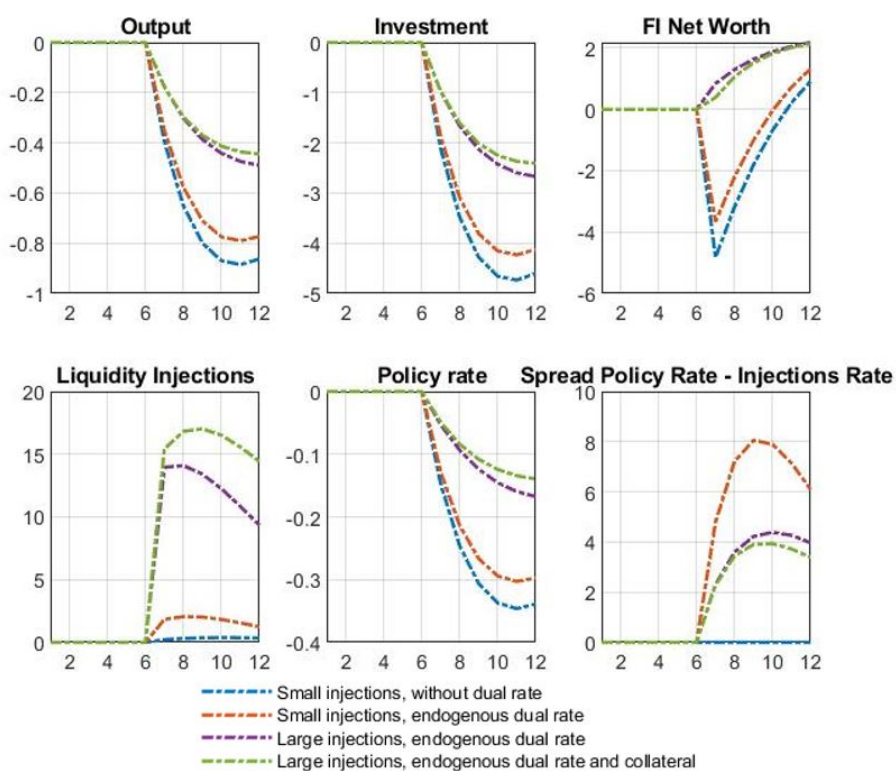 Output
0
-0.2
-0.4
-0.6
-0.8
-1
2 4 6 8 10 12
Investment
0
-1
-2
-3
-4
-5
2 4 6 8 10 12
FI Net Worth
2
0
-2
-4
-6
2 4 6 8 10 12
Liquidity Injections
20
15
10
5
0
2 4 6 8 10 12
Policy rate
0
-0.1
-0.2
-0.3
-0.4
2 4 6 8 10 12
Spread Policy Rate - Injections Rate
10
8
6
4
2
0
2 4 6 8 10 12
Small injections, without dual rate
Small injections, endogenous dual rate
Large injections, endogenous dual rate
Large injections, endogenous dual rate and collateral